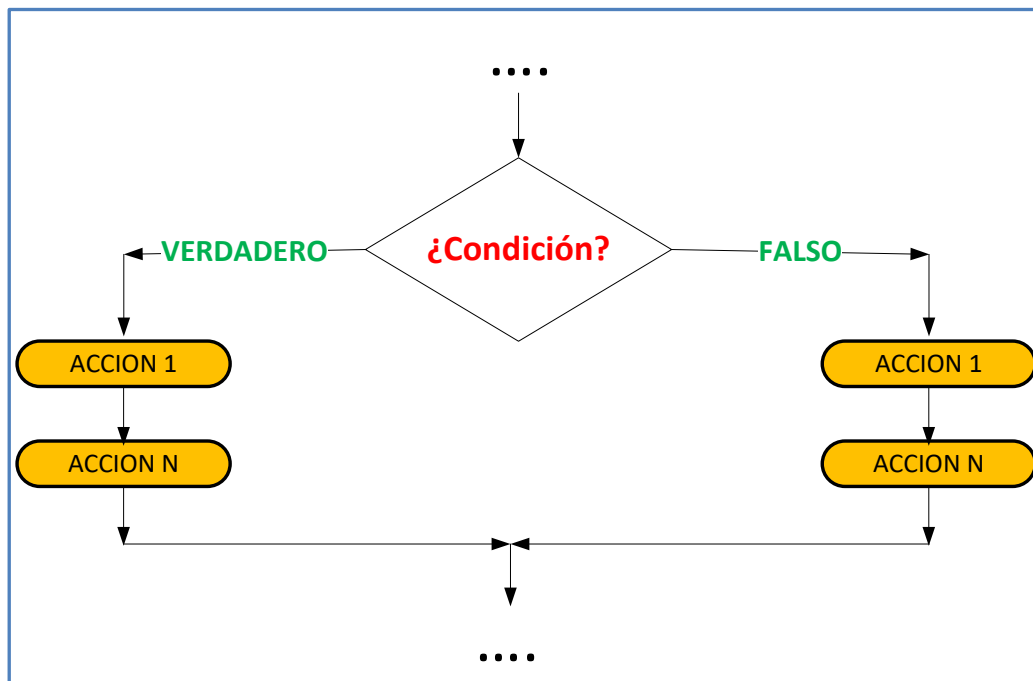 ....
¿Condición?
VERDADERO
FALSO
ACCION 1
ACCION 1
ACCION N
ACCION N
....